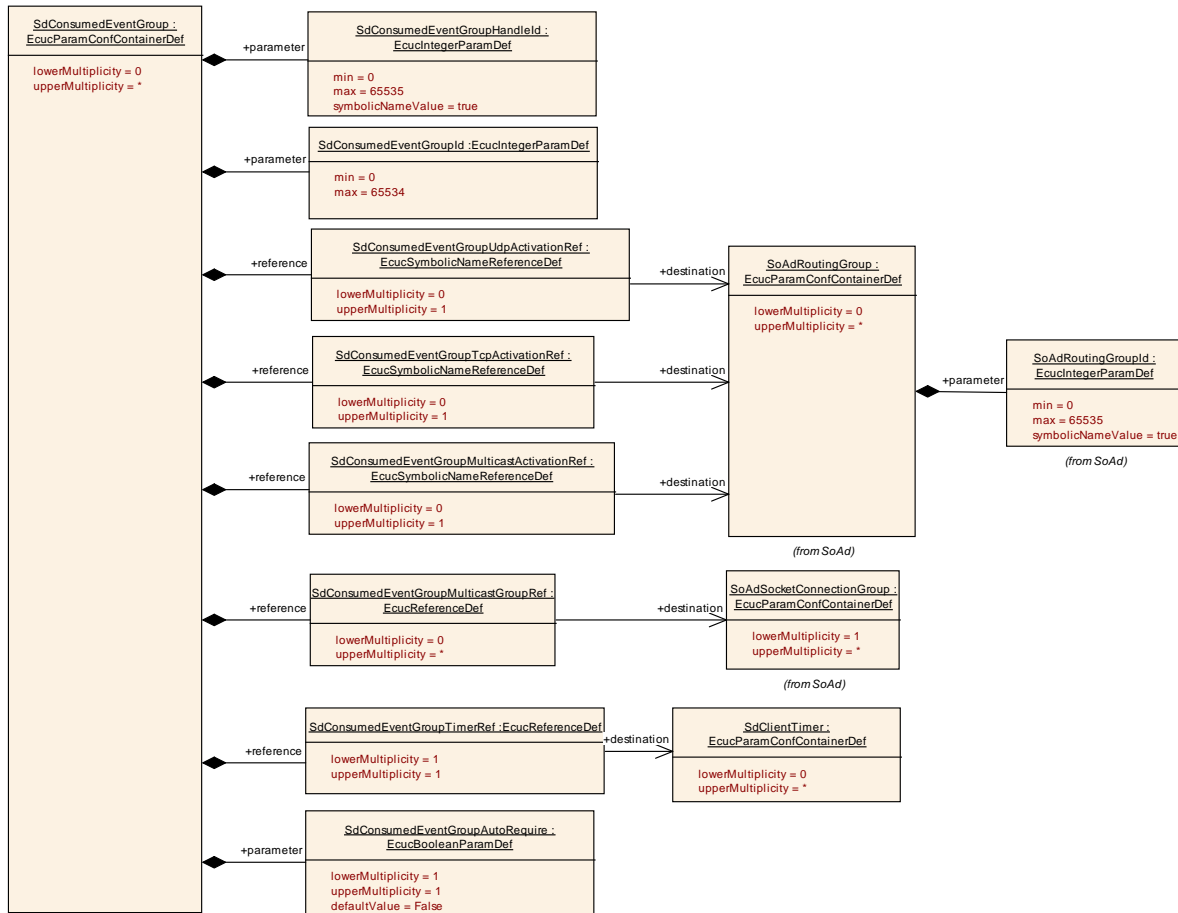 SdConsumedEventGroup :
EcucParamConfContainerDef
lowerMultiplicity = 0
upperMultiplicity = *
+parameter
SdConsumedEventGroupHandleId :
EcucIntegerParamDef
min = 0
max = 65535
symbolicNameValue = true
+parameter
SdConsumedEventGroupId :EcucIntegerParamDef
min = 0
max = 65534
+reference
SdConsumedEventGroupUdpActivationRef :
EcucSymbolicNameReferenceDef
lowerMultiplicity = 0
upperMultiplicity = 1
+destination
SoAdRoutingGroup :
EcucParamConfContainerDef
lowerMultiplicity = 0
upperMultiplicity = *
+reference
SdConsumedEventGroupTcpActivationRef :
EcucSymbolicNameReferenceDef
lowerMultiplicity = 0
upperMultiplicity = 1
+destination
+parameter
SoAdRoutingGroupId :
EcucIntegerParamDef
min = 0
max = 65535
symbolicNameValue = true
(from SoAd)
+reference
SdConsumedEventGroupMulticastActivationRef :
EcucSymbolicNameReferenceDef
lowerMultiplicity = 0
upperMultiplicity = 1
+destination
(from SoAd)
+reference
SdConsumedEventGroupMulticastGroupRef :
EcucReferenceDef
lowerMultiplicity = 0
upperMultiplicity = *
+destination
SoAdSocketConnectionGroup :
EcucParamConfContainerDef
lowerMultiplicity = 1
upperMultiplicity = *
(from SoAd)
+reference
SdConsumedEventGroupTimerRef :EcucReferenceDef
lowerMultiplicity = 1
upperMultiplicity = 1
+destination
SdClientTimer :
EcucParamConfContainerDef
lowerMultiplicity = 0
upperMultiplicity = *
+parameter
SdConsumedEventGroupAutoRequire :
EcucBooleanParamDef
lowerMultiplicity = 1
upperMultiplicity = 1
defaultValue = False